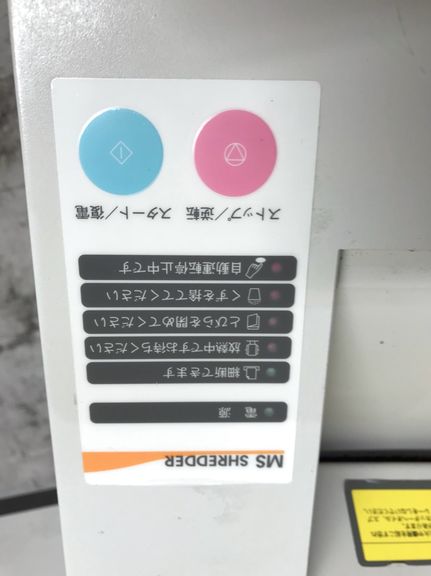 MS SHREDDER
電 源
細断できます
放熱中ですお待ちください
とびらを閉めてください
くずを捨ててください
自動運転停止中です
ストップ/逆転 スタート/復電